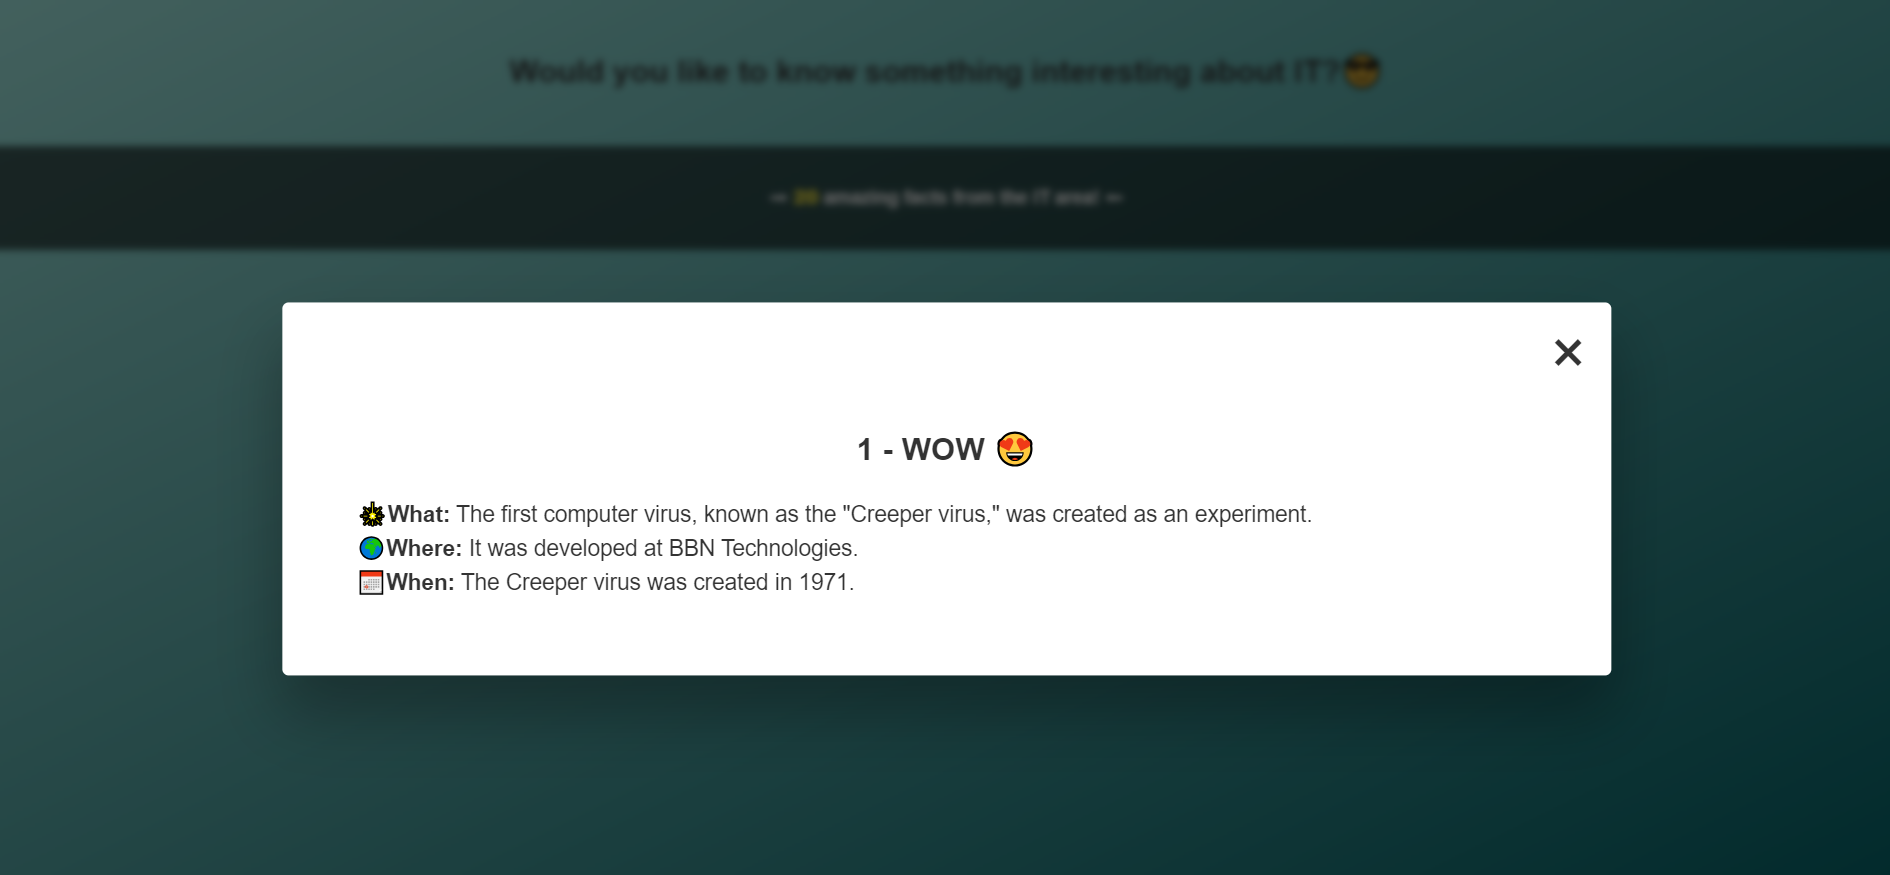 Would you like to know something interesting about IT?😎
— 20 amazing facts from the IT area! —
×
1 - WOW 😍
What: The first computer virus, known as the "Creeper virus," was created as an experiment.
Where: It was developed at BBN Technologies.
When: The Creeper virus was created in 1971.